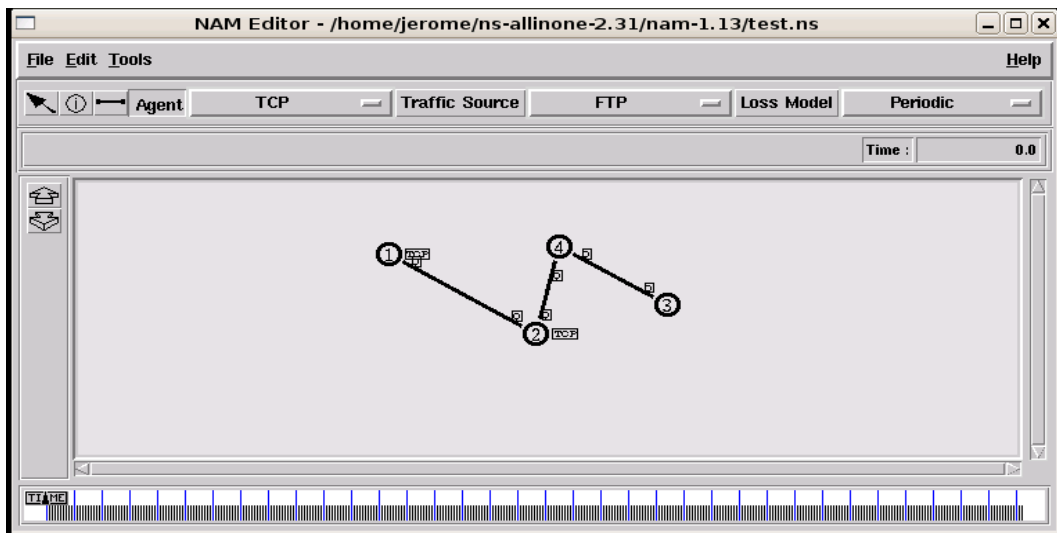 NAM Editor - /home/jerome/ns-allinone-2.31/nam-1.13/test.ns
File Edit Tools Help
Agent TCP Traffic Source FTP Loss Model Periodic
Time : 0.0
1 TCP
4
3
2 TCP
TIME